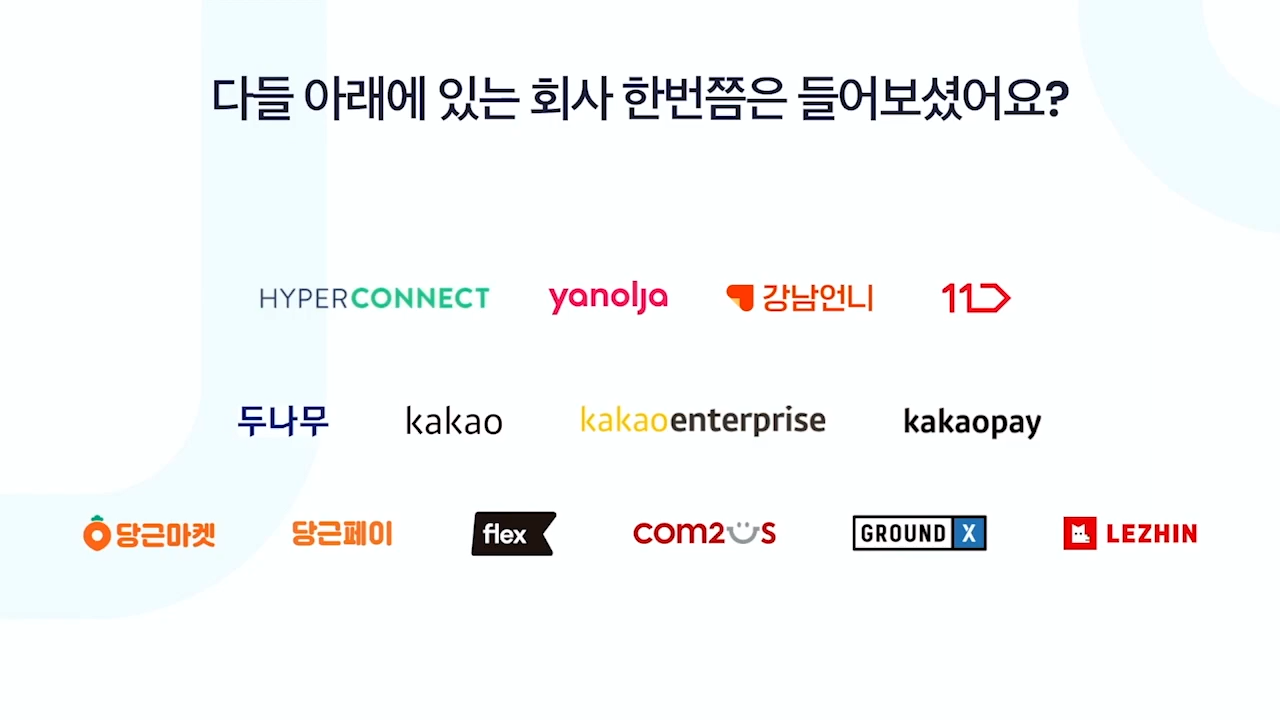 다들 아래에 있는 회사 한번쯤은 들어보셨어요?
HYPERCONNECT yanolja 강남언니 11
두나무 kakao kakaoenterprise kakaopay
당근마켓 당근페이 flex com2us GROUND X LEZHIN